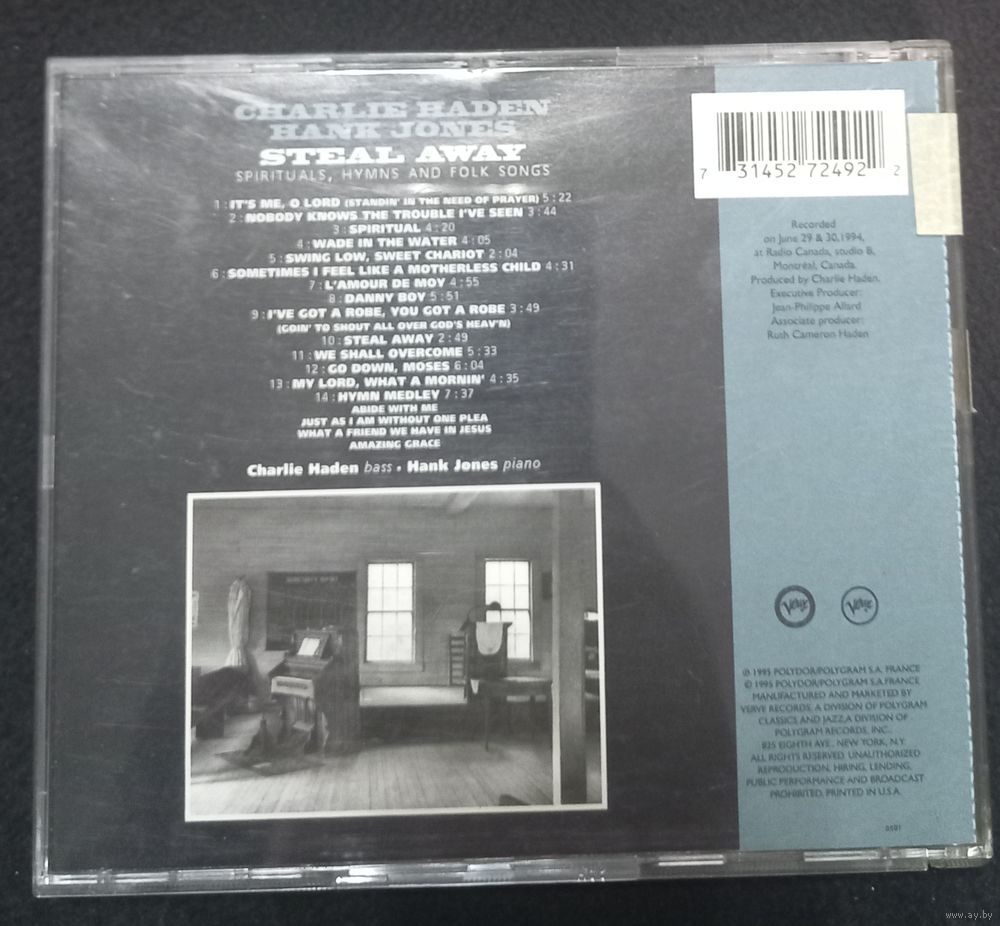 CHARLIE HADEN
HANK JONES
STEAL AWAY
SPIRITUALS, HYMNS AND FOLK SONGS
1 : IT'S ME, O LORD (STANDIN' IN THE NEED OF PRAYER) 5 : 22
2 : NOBODY KNOWS THE TROUBLE I'VE SEEN 3 : 44
3 : SPIRITUAL 4 : 20
4 : WADE IN THE WATER 4 : 05
5 : SWING LOW, SWEET CHARIOT 2 : 04
6 : SOMETIMES I FEEL LIKE A MOTHERLESS CHILD 4 : 31
7 : L'AMOUR DE MOY 4 : 55
8 : DANNY BOY 5 : 51
9 : I'VE GOT A ROBE, YOU GOT A ROBE 3 : 49
(GOIN' TO SHOUT ALL OVER GOD'S HEAV'N)
10 : STEAL AWAY 2 : 49
11 : WE SHALL OVERCOME 5 : 33
12 : GO DOWN, MOSES 6 : 04
13 : MY LORD, WHAT A MORNIN' 4 : 35
14 : HYMN MEDLEY 7 : 37
ABIDE WITH ME
JUST AS I AM WITHOUT ONE PLEA
WHAT A FRIEND WE HAVE IN JESUS
AMAZING GRACE
Charlie Haden bass • Hank Jones piano
7 31452 72492 2
Recorded
on June 29 & 30, 1994,
at Radio Canada, studio B,
Montréal, Canada.
Produced by Charlie Haden.
Executive Producer:
Jean-Philippe Allard
Associate producer:
Ruth Cameron Haden
Verve
Verve
℗ 1995 POLYDOR/POLYGRAM S.A. FRANCE
© 1995 POLYDOR/POLYGRAM S.A. FRANCE
MANUFACTURED AND MARKETED BY
VERVE RECORDS, A DIVISION OF POLYGRAM
CLASSICS AND JAZZ, A DIVISION OF
POLYGRAM RECORDS, INC.,
825 EIGHTH AVE., NEW YORK, N.Y.
ALL RIGHTS RESERVED. UNAUTHORIZED
REPRODUCTION, HIRING, LENDING,
PUBLIC PERFORMANCE AND BROADCAST
PROHIBITED. PRINTED IN U.S.A.
www.ay.by